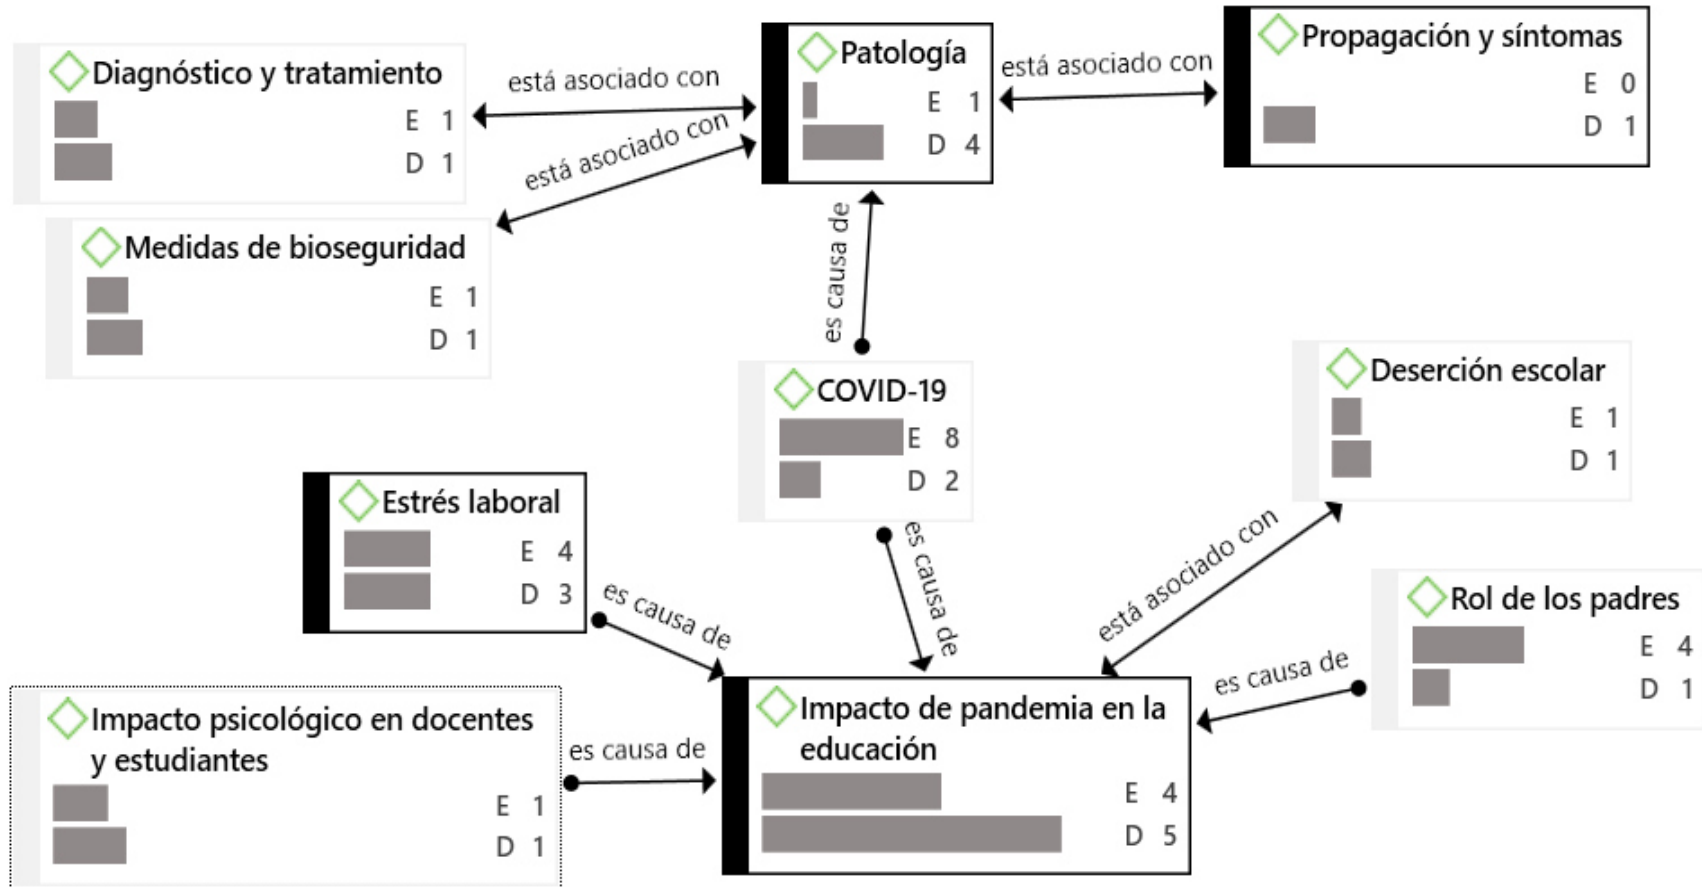 Diagnóstico y tratamiento
E 1
D 1
está asociado con
Patología
E 1
D 4
está asociado con
Propagación y síntomas
E 0
D 1
está asociado con
Medidas de bioseguridad
E 1
D 1
es causa de
COVID-19
E 8
D 2
Deserción escolar
E 1
D 1
Estrés laboral
E 4
D 3
es causa de
es causa de
está asociado con
Rol de los padres
E 4
D 1
es causa de
Impacto psicológico en docentes
y estudiantes
E 1
D 1
es causa de
Impacto de pandemia en la
educación
E 4
D 5